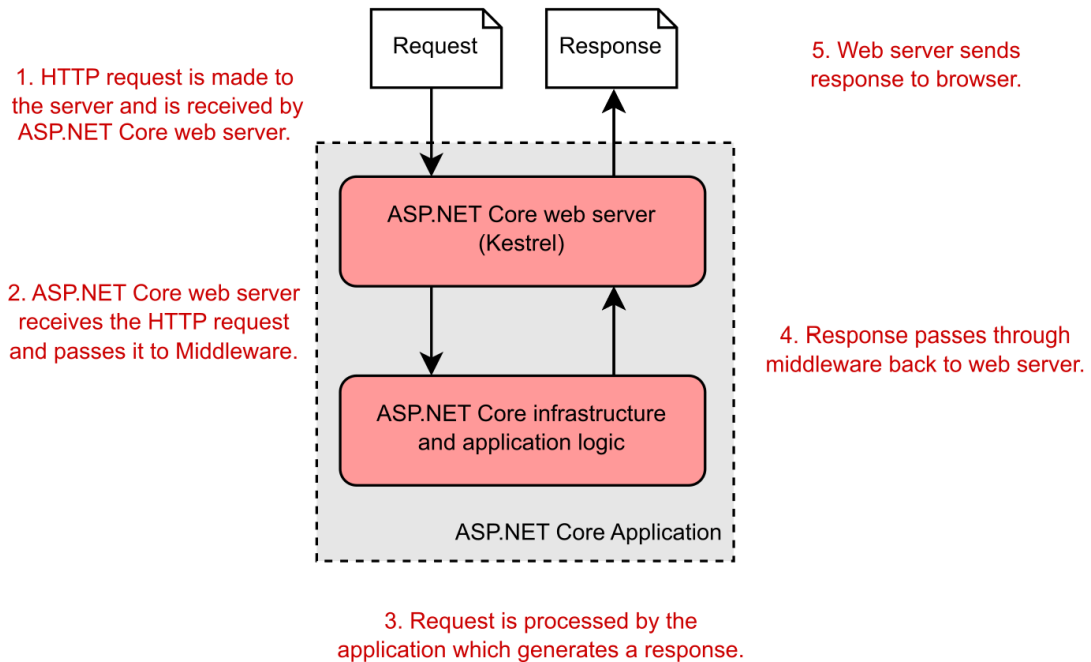 Request
Response
1. HTTP request is made to
the server and is received by
ASP.NET Core web server.
5. Web server sends
response to browser.
ASP.NET Core web server
(Kestrel)
2. ASP.NET Core web server
receives the HTTP request
and passes it to Middleware.
4. Response passes through
middleware back to web server.
ASP.NET Core infrastructure
and application logic
ASP.NET Core Application
3. Request is processed by the
application which generates a response.